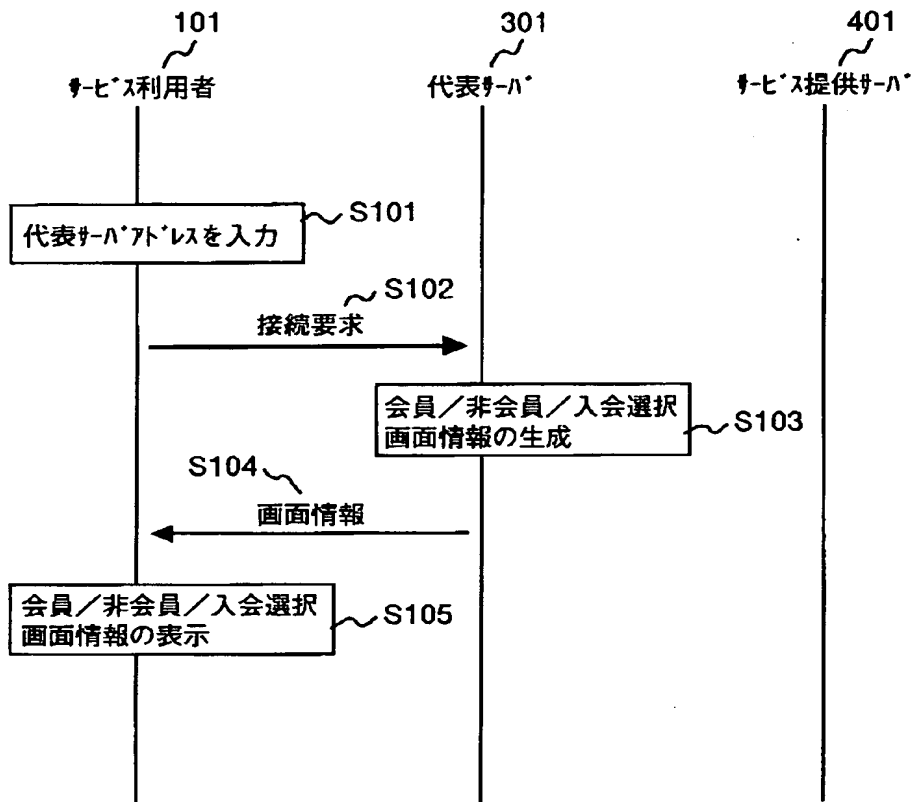 101
301
401
ｻｰﾋﾞｽ利用者
代表ｻｰﾊﾞ
ｻｰﾋﾞｽ提供ｻｰﾊﾞ
S101
代表ｻｰﾊﾞｱﾄﾞﾚｽを入力
S102
接続要求
会員／非会員／入会選択
画面情報の生成
S103
S104
画面情報
会員／非会員／入会選択
画面情報の表示
S105